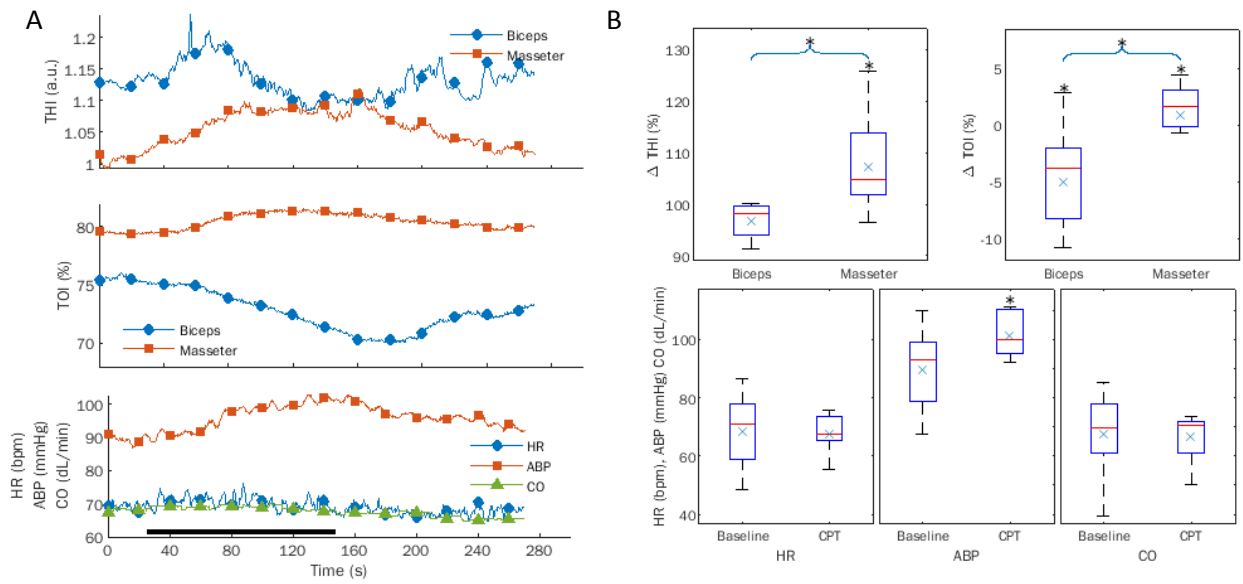 A
1.2
1.15
1.1
1.05
1
THI (a.u.)
Biceps
Masseter
80
75
70
TOI (%)
Biceps
Masseter
100
90
80
70
60
HR (bpm)
ABP (mmHg)
CO (dL/min)
HR
ABP
CO
0 40 80 120 160 200 240 280
Time (s)
B
130
120
110
100
90
Δ THI (%)
*
*
Biceps Masseter
5
0
-5
-10
Δ TOI (%)
*
* *
Biceps Masseter
100
80
60
40
HR (bpm), ABP (mmHg) CO (dL/min)
*
Baseline CPT Baseline CPT Baseline CPT
HR ABP CO